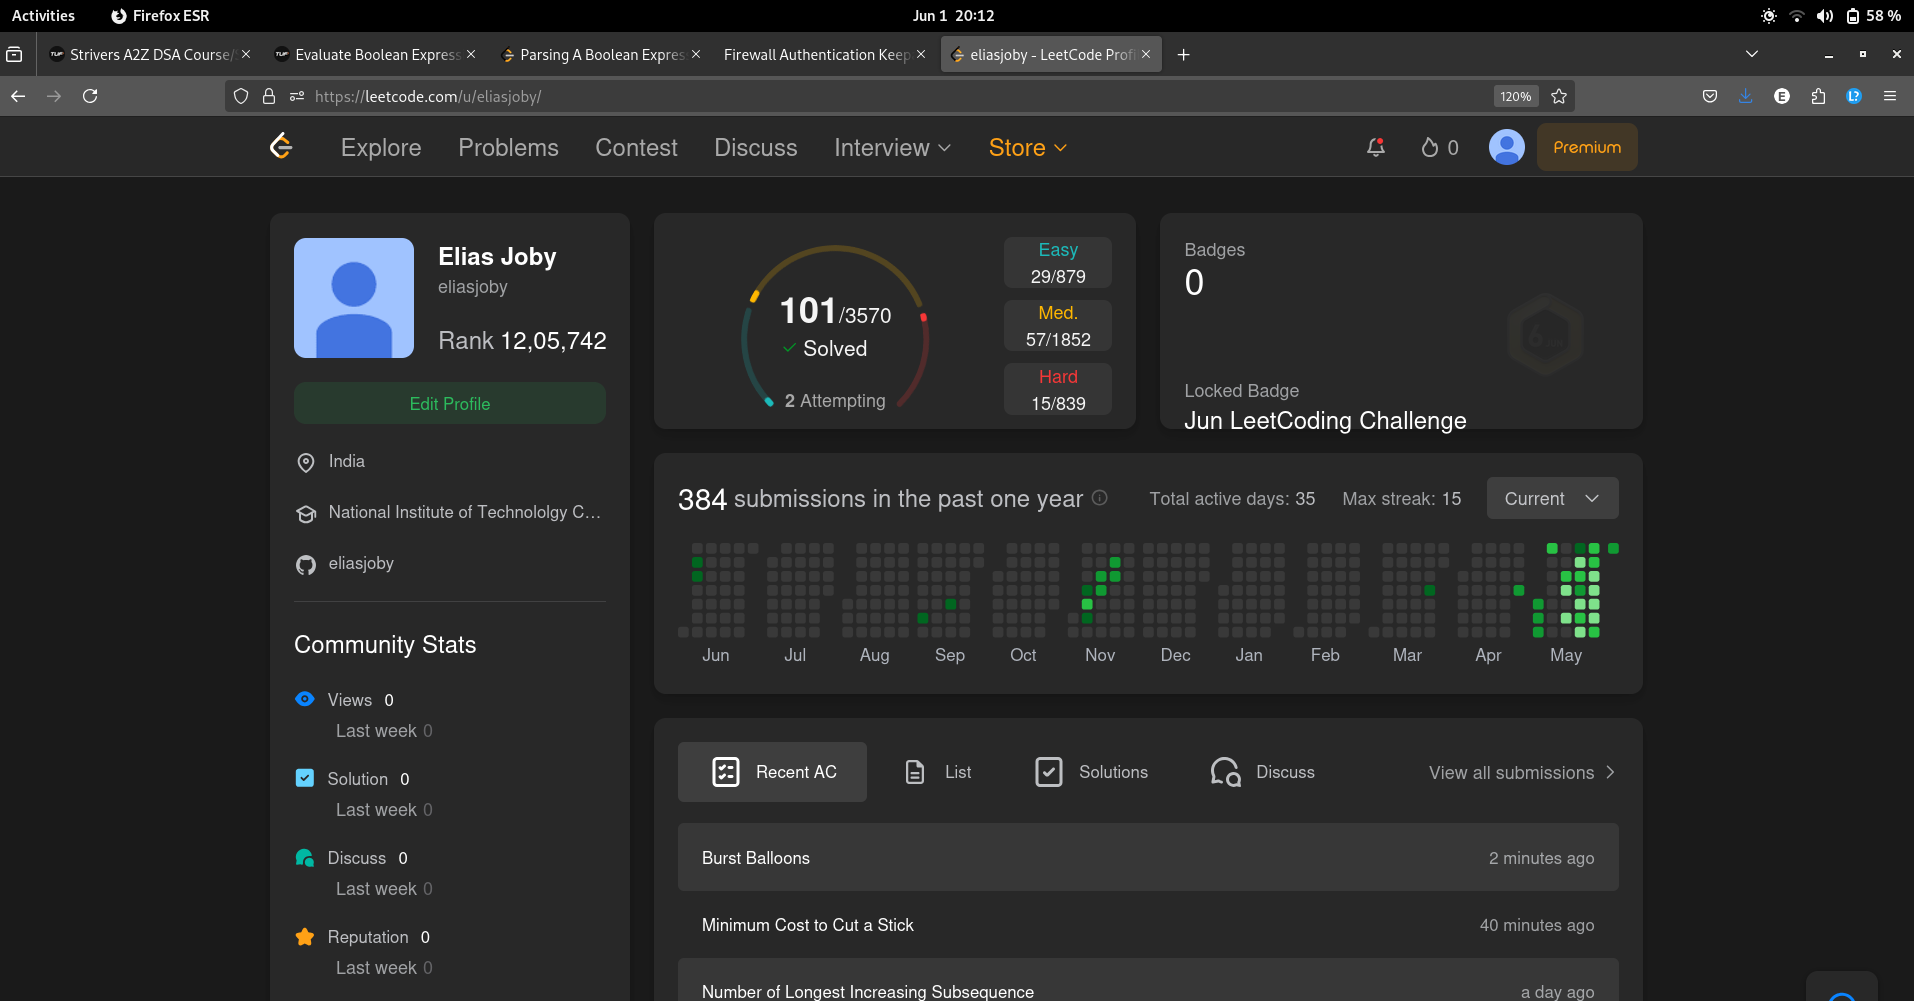 Activities
Firefox ESR
Jun 1 20:12
58 %
Strivers A2Z DSA Course/
Evaluate Boolean Express
Parsing A Boolean Expres
Firewall Authentication Keep
eliasjoby - LeetCode Profi
https://leetcode.com/u/eliasjoby/
120%
E
L?
Explore
Problems
Contest
Discuss
Interview
Store
0
Premium
Elias Joby
eliasjoby
Rank 12,05,742
Edit Profile
India
National Institute of Technololgy C...
eliasjoby
Community Stats
Views 0
Last week 0
Solution 0
Last week 0
Discuss 0
Last week 0
Reputation 0
Last week 0
101/3570
Solved
2 Attempting
Easy
29/879
Med.
57/1852
Hard
15/839
Badges
0
Locked Badge
Jun LeetCoding Challenge
384 submissions in the past one year
Total active days: 35
Max streak: 15
Current
Jun Jul Aug Sep Oct Nov Dec Jan Feb Mar Apr May
Recent AC
List
Solutions
Discuss
View all submissions
Burst Balloons
2 minutes ago
Minimum Cost to Cut a Stick
40 minutes ago
Number of Longest Increasing Subsequence
a day ago